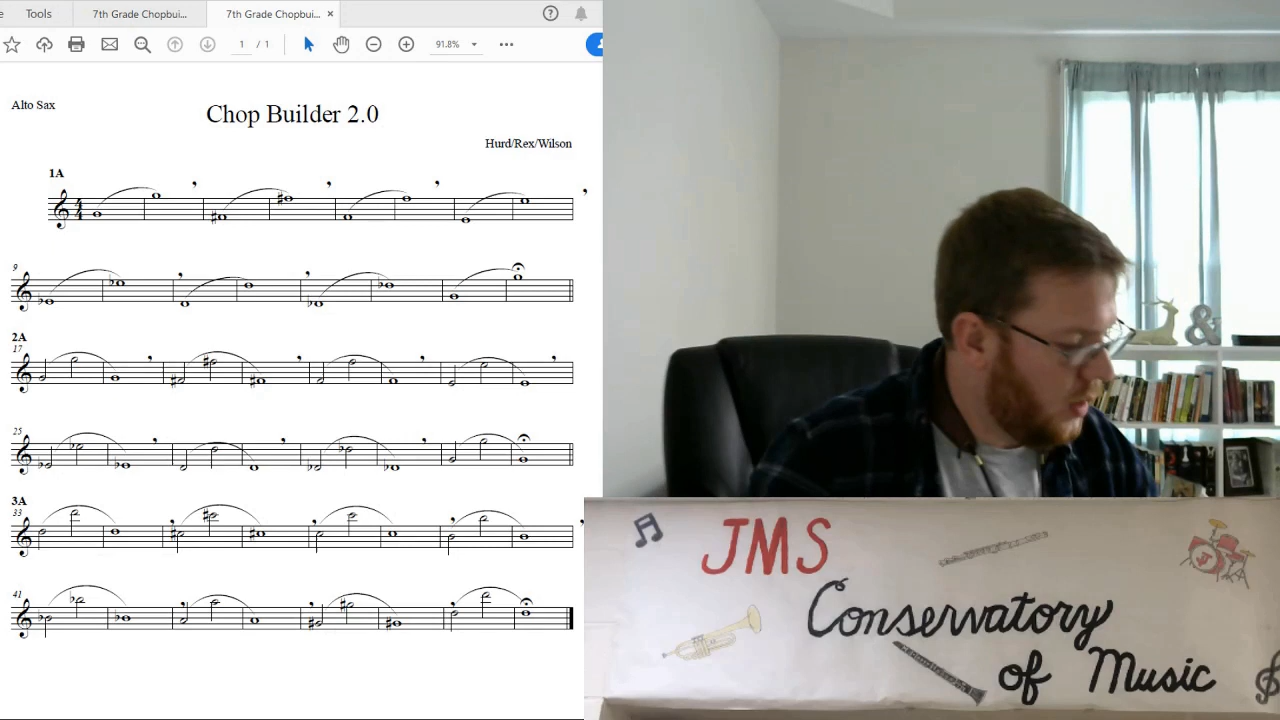 Tools
7th Grade Chopbui...
7th Grade Chopbui... ×
1 / 1
91.8%
Alto Sax
Chop Builder 2.0
Hurd/Rex/Wilson
1A
9
2A
17
25
3A
33
41
JMS
Conservatory
of Music
&